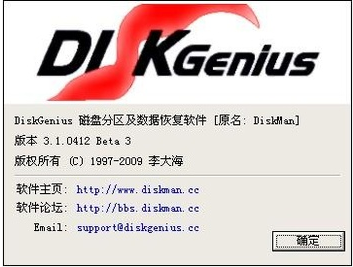 DISKGENIUS
DiskGenius 磁盘分区及数据恢复软件 [原名: DiskMan]
版本 3.1.0412 Beta 3
版权所有 (C) 1997-2009 李大海
软件主页: http://www.diskman.cc
软件论坛: http://bbs.diskman.cc
Email: support@diskgenius.cc
确定